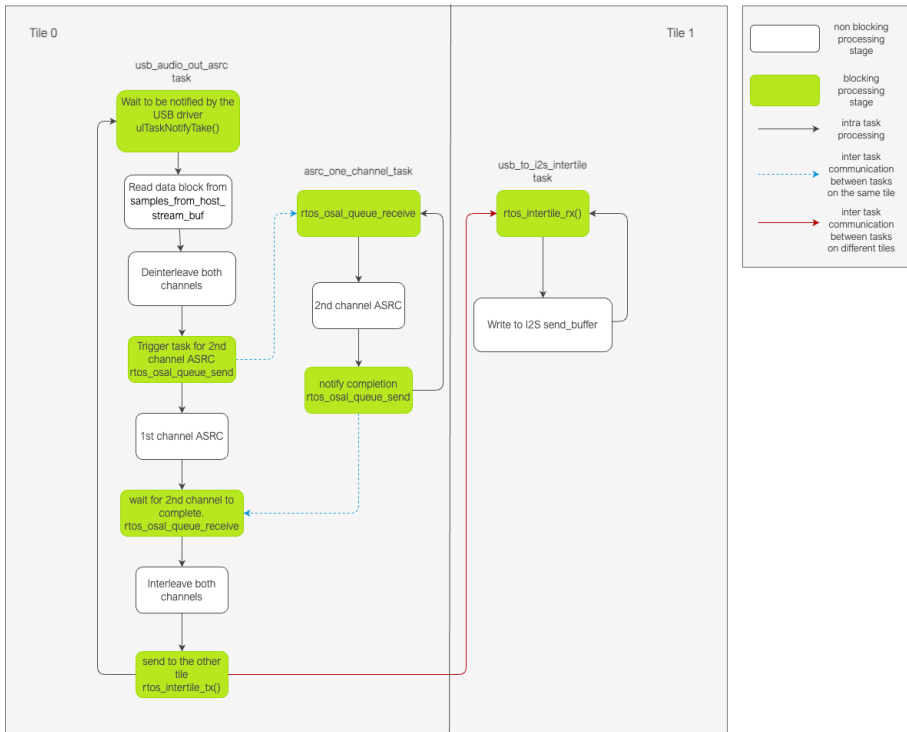 Tile 0
Tile 1
usb_audio_out_asrc
task
Wait to be notified by the
USB driver
ulTaskNotifyTake()
Read data block from
samples_from_host_
stream_buf
Deinterleave both
channels
Trigger task for 2nd
channel ASRC
rtos_osal_queue_send
1st channel ASRC
wait for 2nd channel to
complete.
rtos_osal_queue_receive
Interleave both
channels
send to the other
tile
rtos_intertile_tx()
asrc_one_channel_task
rtos_osal_queue_receive
2nd channel ASRC
notify completion
rtos_osal_queue_send
usb_to_i2s_intertile
task
rtos_intertile_rx()
Write to I2S send_buffer
non blocking
processing
stage
blocking
processing
stage
intra task
processing
inter task
communication
between tasks
on the same tile
inter task
communication
between tasks
on different tiles